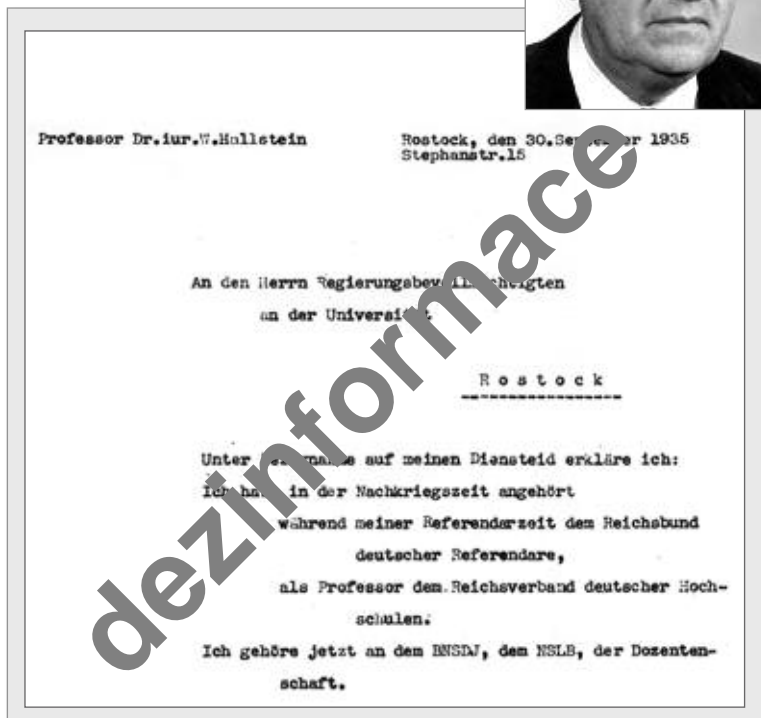 Professor Dr.iur.W.Hallstein
Rostock, den 30. 1935
Stephanstr.15
An den Herrn
an der
R o s t o c k
Unter auf meinen Diensteid erkläre ich:
Ich in der Nachkriegszeit angehört
während meiner Referendarzeit dem Reichsbund
deutscher Referendare,
als Professor dem Reichsverband deutscher Hoch-
schulen.
Ich gehöre jetzt an dem BNSDJ, dem NSLB, der Dozenten-
schaft.
dezinformace